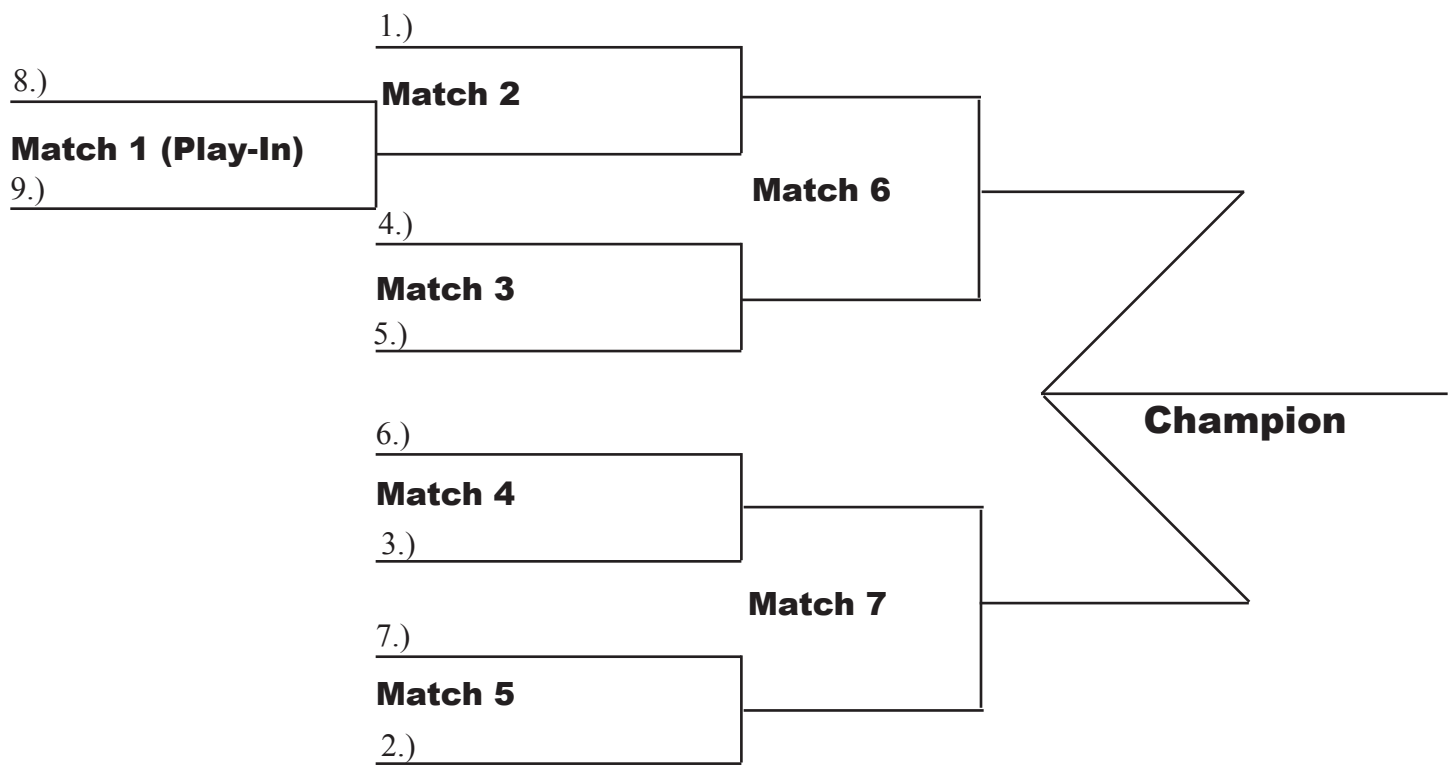 1.)
8.)
Match 2
Match 1 (Play-In)
9.)
Match 6
4.)
Match 3
5.)
Champion
6.)
Match 4
3.)
Match 7
7.)
Match 5
2.)